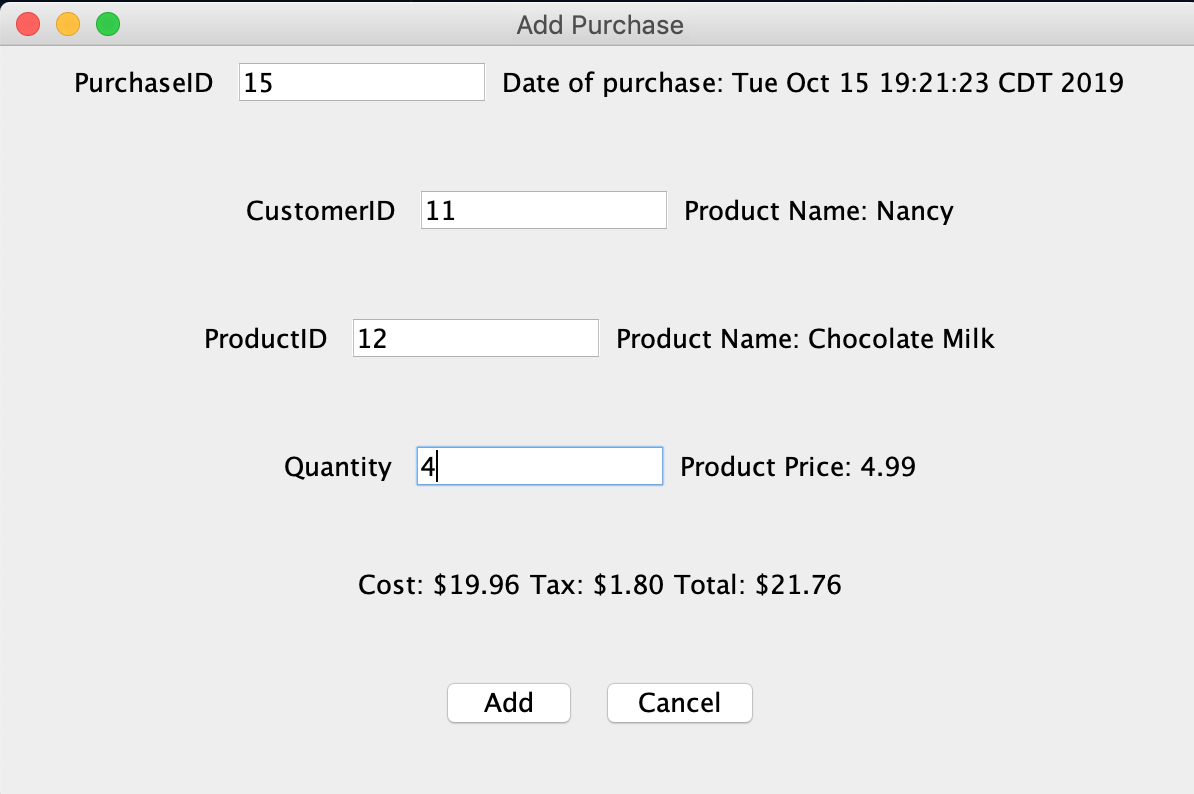 Add Purchase
PurchaseID 15 Date of purchase: Tue Oct 15 19:21:23 CDT 2019
CustomerID 11 Product Name: Nancy
ProductID 12 Product Name: Chocolate Milk
Quantity 4 Product Price: 4.99
Cost: $19.96 Tax: $1.80 Total: $21.76
Add Cancel